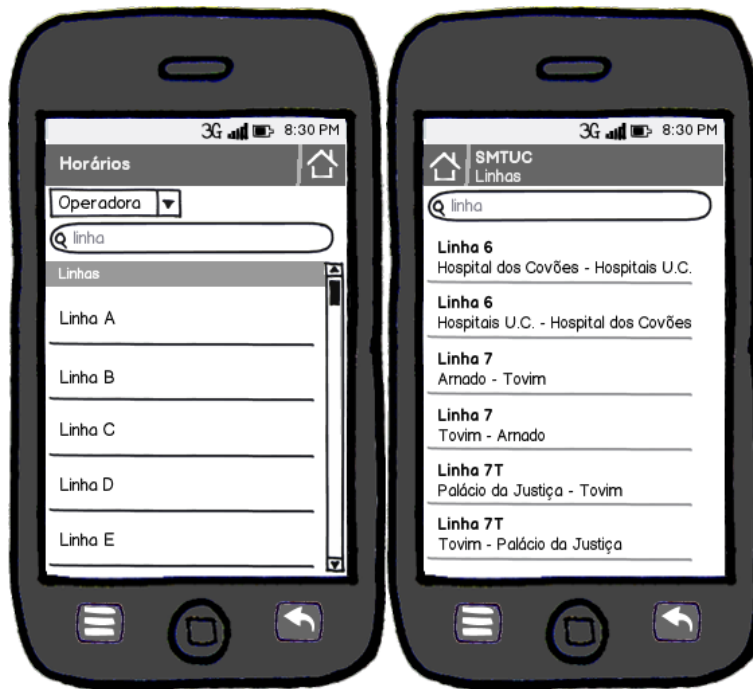 3G 8:30 PM
Horários
Operadora
linha
Linhas
Linha A
Linha B
Linha C
Linha D
Linha E
3G 8:30 PM
SMTUC
Linhas
linha
Linha 6
Hospital dos Covões - Hospitais U.C.
Linha 6
Hospitais U.C. - Hospital dos Covões
Linha 7
Arnado - Tovim
Linha 7
Tovim - Arnado
Linha 7T
Palácio da Justiça - Tovim
Linha 7T
Tovim - Palácio da Justiça